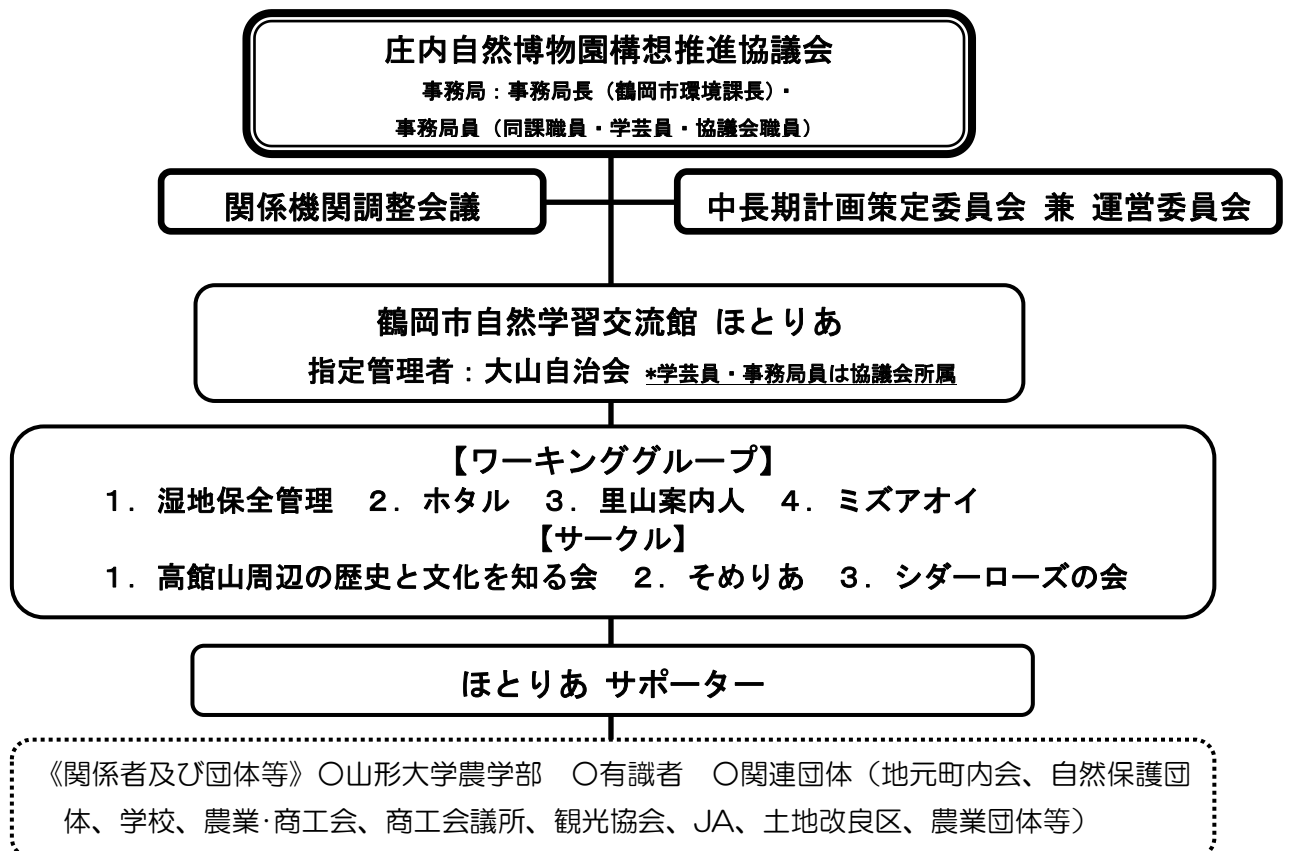 庄内自然博物園構想推進協議会
事務局：事務局長（鶴岡市環境課長）・
事務局員（同課職員・学芸員・協議会職員）
関係機関調整会議
中長期計画策定委員会 兼 運営委員会
鶴岡市自然学習交流館 ほとりあ
指定管理者：大山自治会 *学芸員・事務局員は協議会所属
【ワーキンググループ】
１．湿地保全管理 ２．ホタル ３．里山案内人 ４．ミズアオイ
【サークル】
１．高館山周辺の歴史と文化を知る会 ２．そめりあ ３．シダーローズの会
ほとりあ サポーター
《関係者及び団体等》〇山形大学農学部 〇有識者 〇関連団体（地元町内会、自然保護団
体、学校、農業･商工会、商工会議所、観光協会、JA、土地改良区、農業団体等）